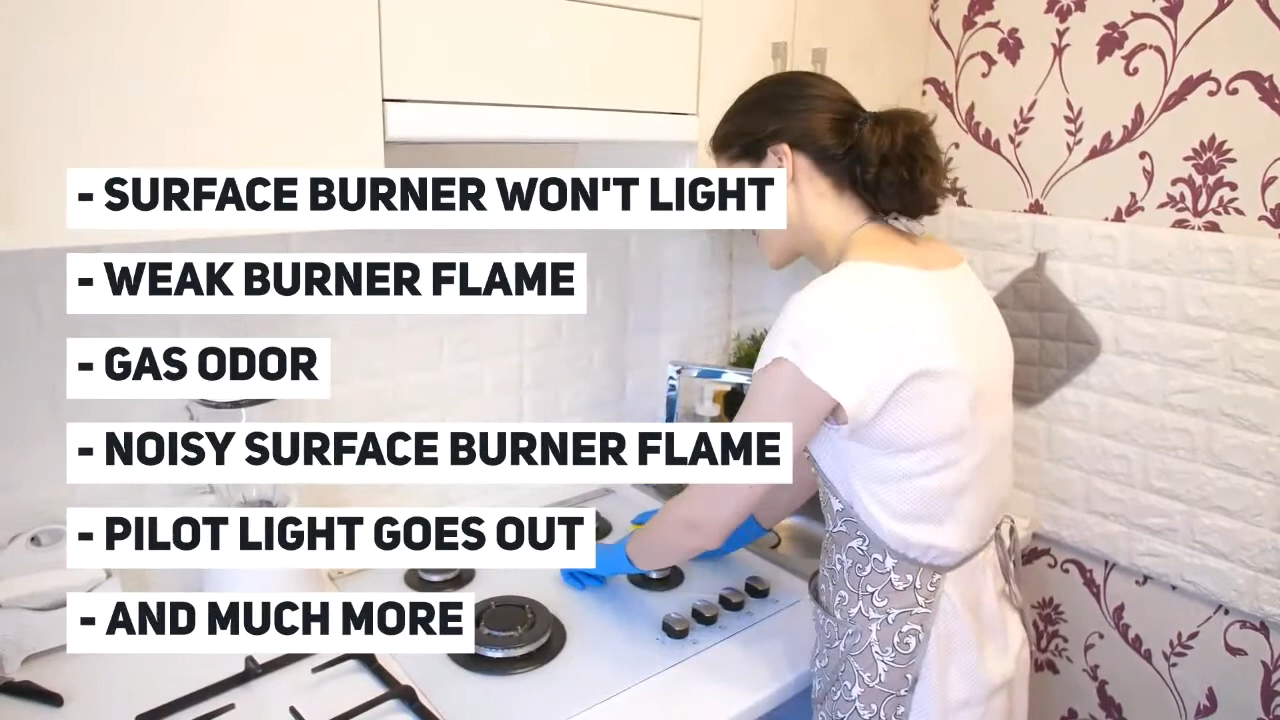 - SURFACE BURNER WON'T LIGHT
- WEAK BURNER FLAME
- GAS ODOR
- NOISY SURFACE BURNER FLAME
- PILOT LIGHT GOES OUT
- AND MUCH MORE